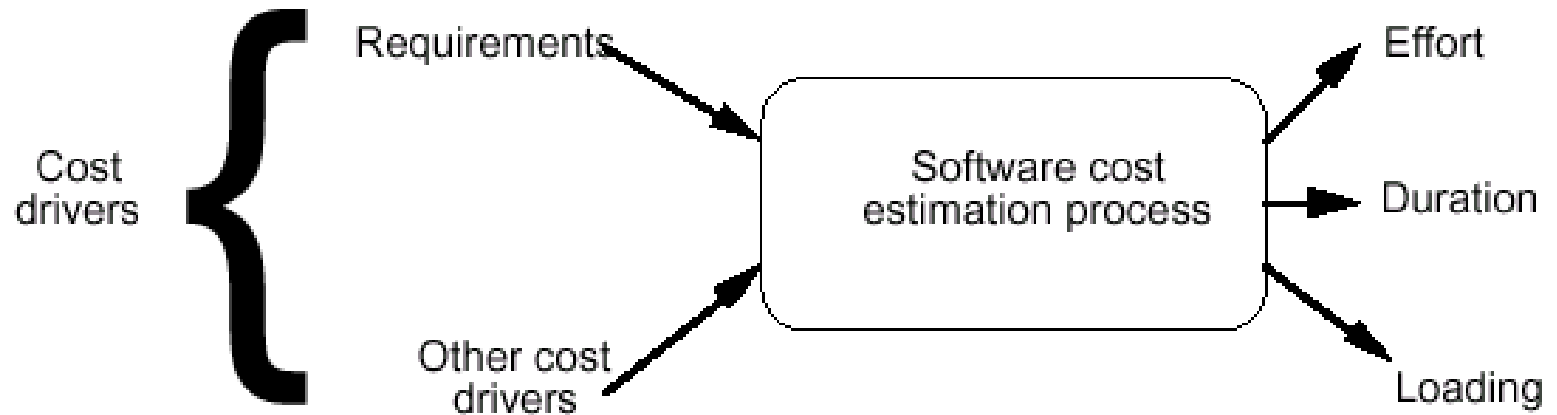 Cost
drivers
Requirements
Other cost
drivers
Software cost
estimation process
Effort
Duration
Loading